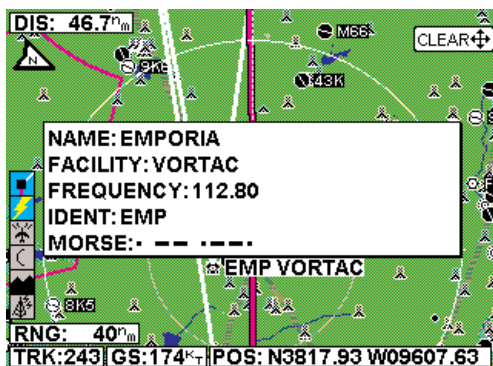 DIS: 46.7nm
M66
CLEAR
N
43K
NAME: EMPORIA
FACILITY: VORTAC
FREQUENCY: 112.80
IDENT: EMP
MORSE: · — — ·——·
EMP VORTAC
8K5
RNG: 40nm
TRK:243 GS:174KT POS: N3817.93 W09607.63